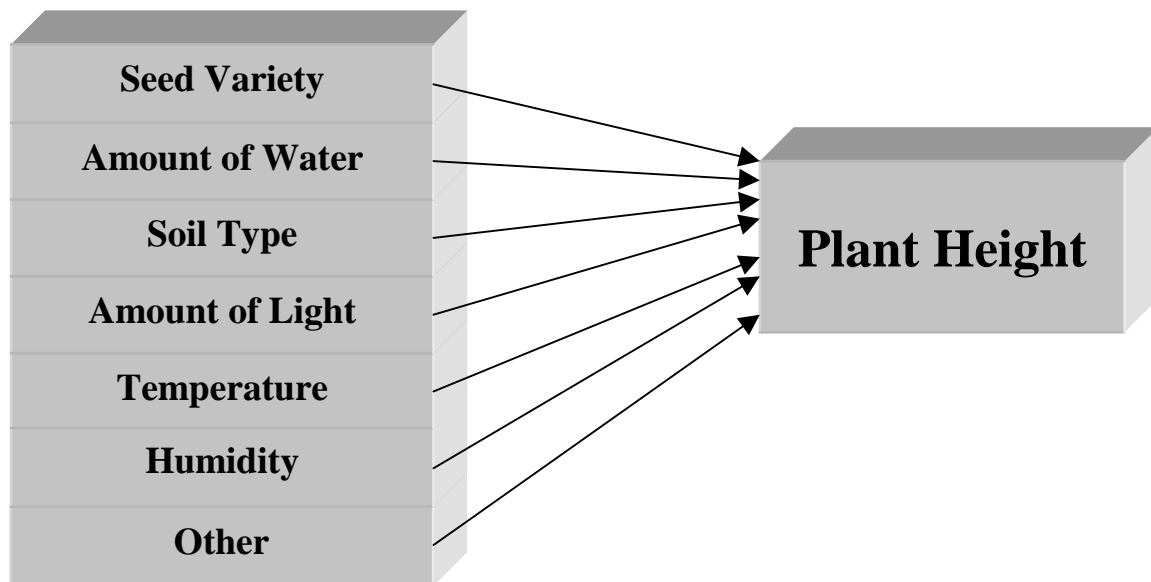 Seed Variety
Amount of Water
Soil Type
Amount of Light
Temperature
Humidity
Other
Plant Height